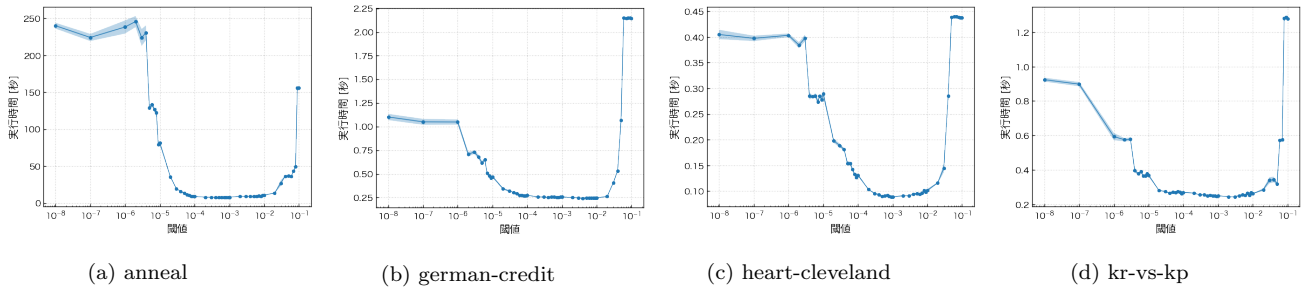 250
200
150
100
50
0
10⁻⁸ 10⁻⁷ 10⁻⁶ 10⁻⁵ 10⁻⁴ 10⁻³ 10⁻² 10⁻¹
実行時間 [秒]
閾値
(a) anneal
2.25
2.00
1.75
1.50
1.25
1.00
0.75
0.50
0.25
10⁻⁸ 10⁻⁷ 10⁻⁶ 10⁻⁵ 10⁻⁴ 10⁻³ 10⁻² 10⁻¹
実行時間 [秒]
閾値
(b) german-credit
0.45
0.40
0.35
0.30
0.25
0.20
0.15
0.10
10⁻⁸ 10⁻⁷ 10⁻⁶ 10⁻⁵ 10⁻⁴ 10⁻³ 10⁻² 10⁻¹
実行時間 [秒]
閾値
(c) heart-cleveland
1.2
1.0
0.8
0.6
0.4
0.2
10⁻⁸ 10⁻⁷ 10⁻⁶ 10⁻⁵ 10⁻⁴ 10⁻³ 10⁻² 10⁻¹
実行時間 [秒]
閾値
(d) kr-vs-kp